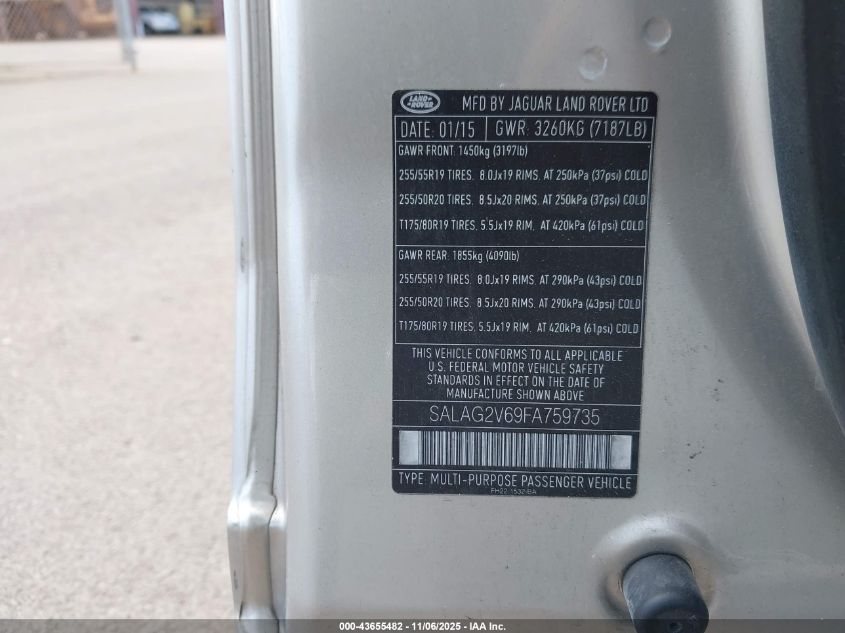 LAND ROVER
MFD BY JAGUAR LAND ROVER LTD
DATE: 01/15 GWR: 3260KG (7187LB)
GAWR FRONT: 1450kg (3197lb)
255/55R19 TIRES. 8.0Jx19 RIMS. AT 250kPa (37psi) COLD
255/50R20 TIRES. 8.5Jx20 RIMS. AT 250kPa (37psi) COLD
T175/80R19 TIRES. 5.5Jx19 RIM. AT 420kPa (61psi) COLD
GAWR REAR: 1855kg (4090lb)
255/55R19 TIRES. 8.0Jx19 RIMS. AT 290kPa (43psi) COLD
255/50R20 TIRES. 8.5Jx20 RIMS. AT 290kPa (43psi) COLD
T175/80R19 TIRES. 5.5Jx19 RIM. AT 420kPa (61psi) COLD
THIS VEHICLE CONFORMS TO ALL APPLICABLE
U.S. FEDERAL MOTOR VEHICLE SAFETY
STANDARDS IN EFFECT ON THE DATE OF
MANUFACTURE SHOWN ABOVE
SALAG2V69FA759735
TYPE: MULTI-PURPOSE PASSENGER VEHICLE
000-43655482 - 11/06/2025 - IAA Inc.